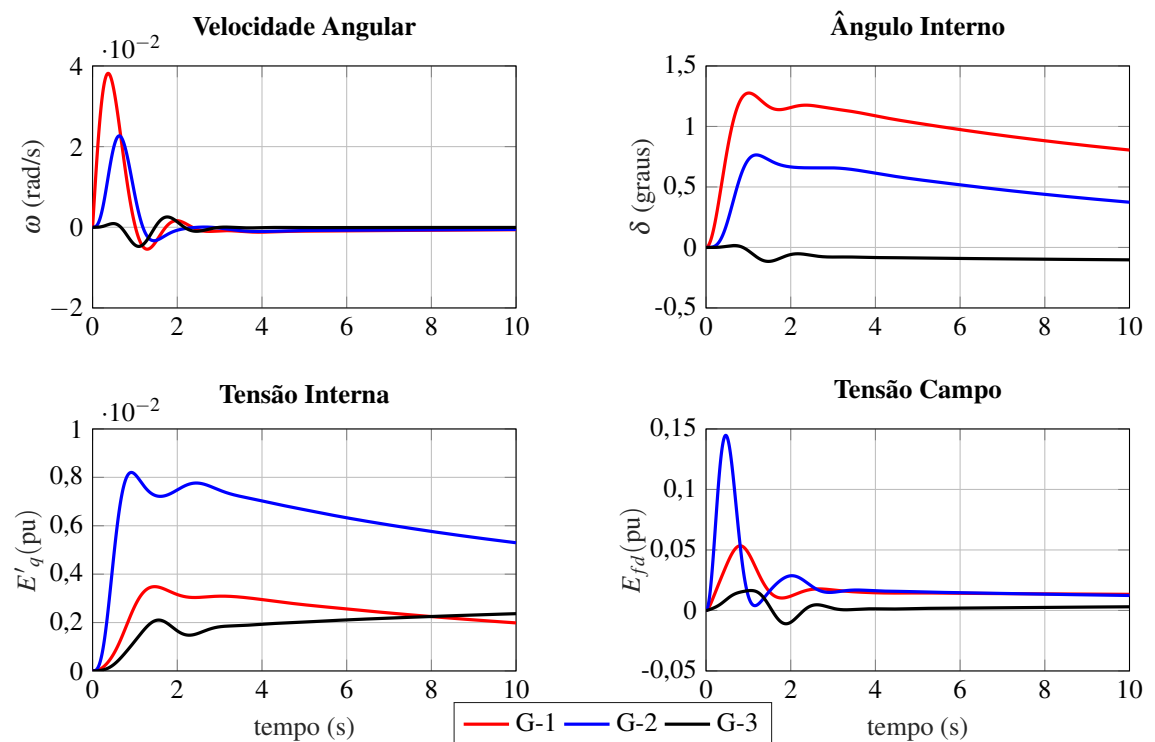 Velocidade Angular
·10⁻²
4
2
0
−2
ω (rad/s)
0 2 4 6 8 10
Ângulo Interno
1,5
1
0,5
0
-0,5
δ (graus)
0 2 4 6 8 10
Tensão Interna
·10⁻²
1
0,8
0,6
0,4
0,2
0
E′q(pu)
0 2 4 6 8 10
tempo (s)
Tensão Campo
0,15
0,1
0,05
0
-0,05
Efd(pu)
0 2 4 6 8 10
tempo (s)
G-1 G-2 G-3